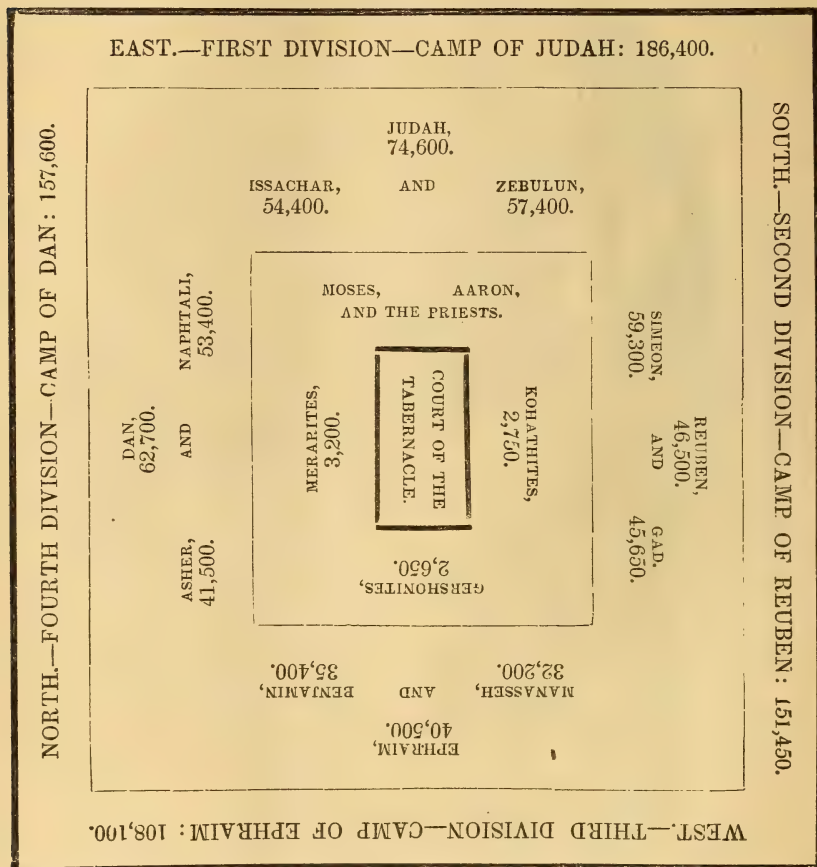 EAST.—FIRST DIVISION—CAMP OF JUDAH: 186,400.
JUDAH,
74,600.
ISSACHAR, AND ZEBULUN,
54,400. 57,400.
SOUTH.—SECOND DIVISION—CAMP OF REUBEN: 151,450.
REUBEN,
46,500.
SIMEON, AND GAD.
59,300. 45,650.
WEST.—THIRD DIVISION—CAMP OF EPHRAIM: 108,100.
EPHRAIM,
40,500.
MANASSEH, AND BENJAMIN,
32,200. 35,400.
NORTH.—FOURTH DIVISION—CAMP OF DAN: 157,600.
DAN,
62,700.
ASHER, AND NAPHTALI,
41,500. 53,400.
MOSES, AARON,
AND THE PRIESTS.
KOHATHITES,
2,750.
GERSHONITES,
2,650.
MERARITES,
3,200.
COURT OF THE
TABERNACLE.